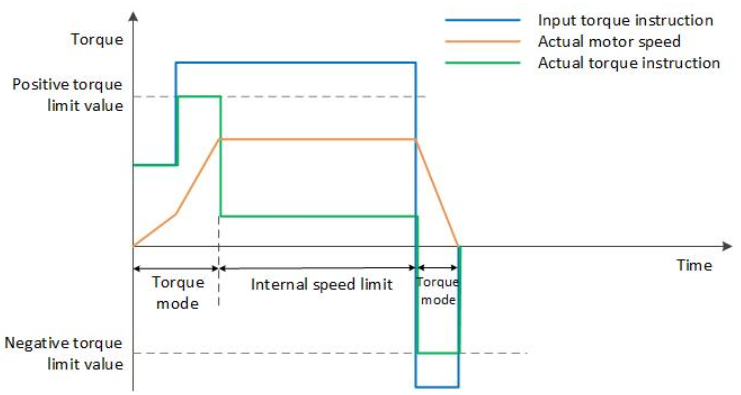 Torque
Input torque instruction
Actual motor speed
Actual torque instruction
Positive torque
limit value
Time
Torque
mode
Internal speed limit
Torque
mode
Negative torque
limit value